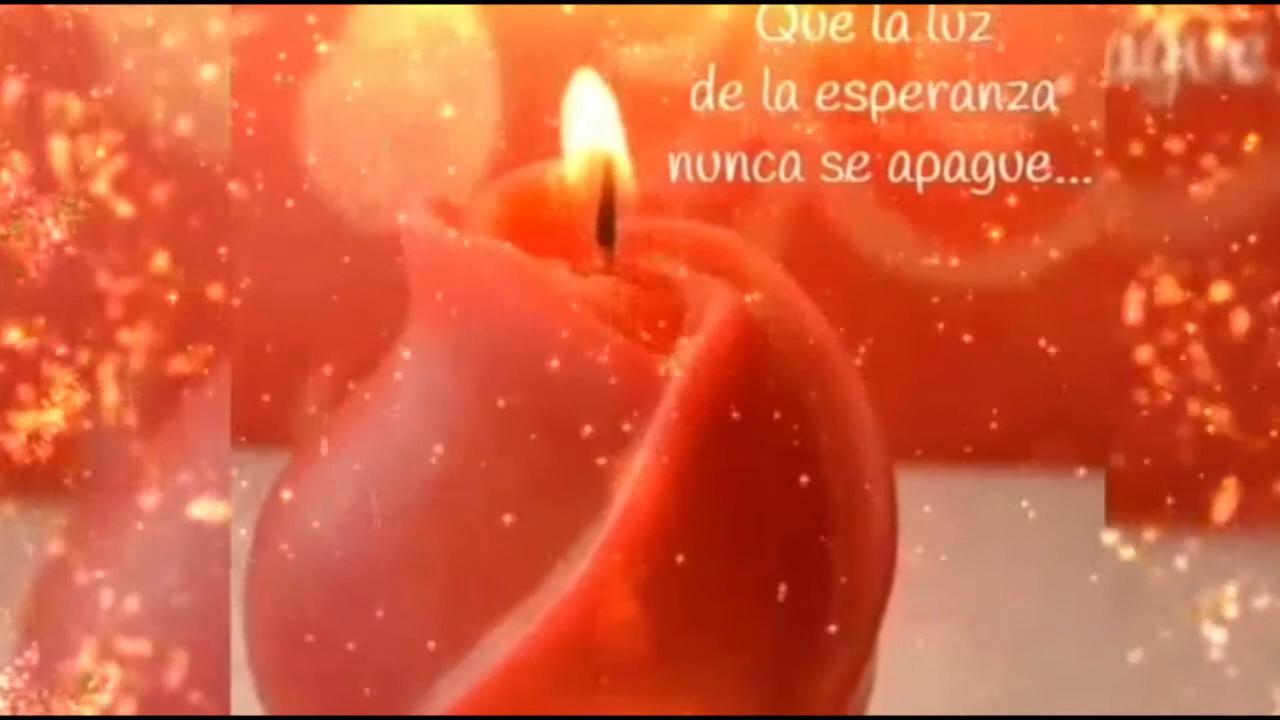 Que la luz
de la esperanza
nunca se apague...